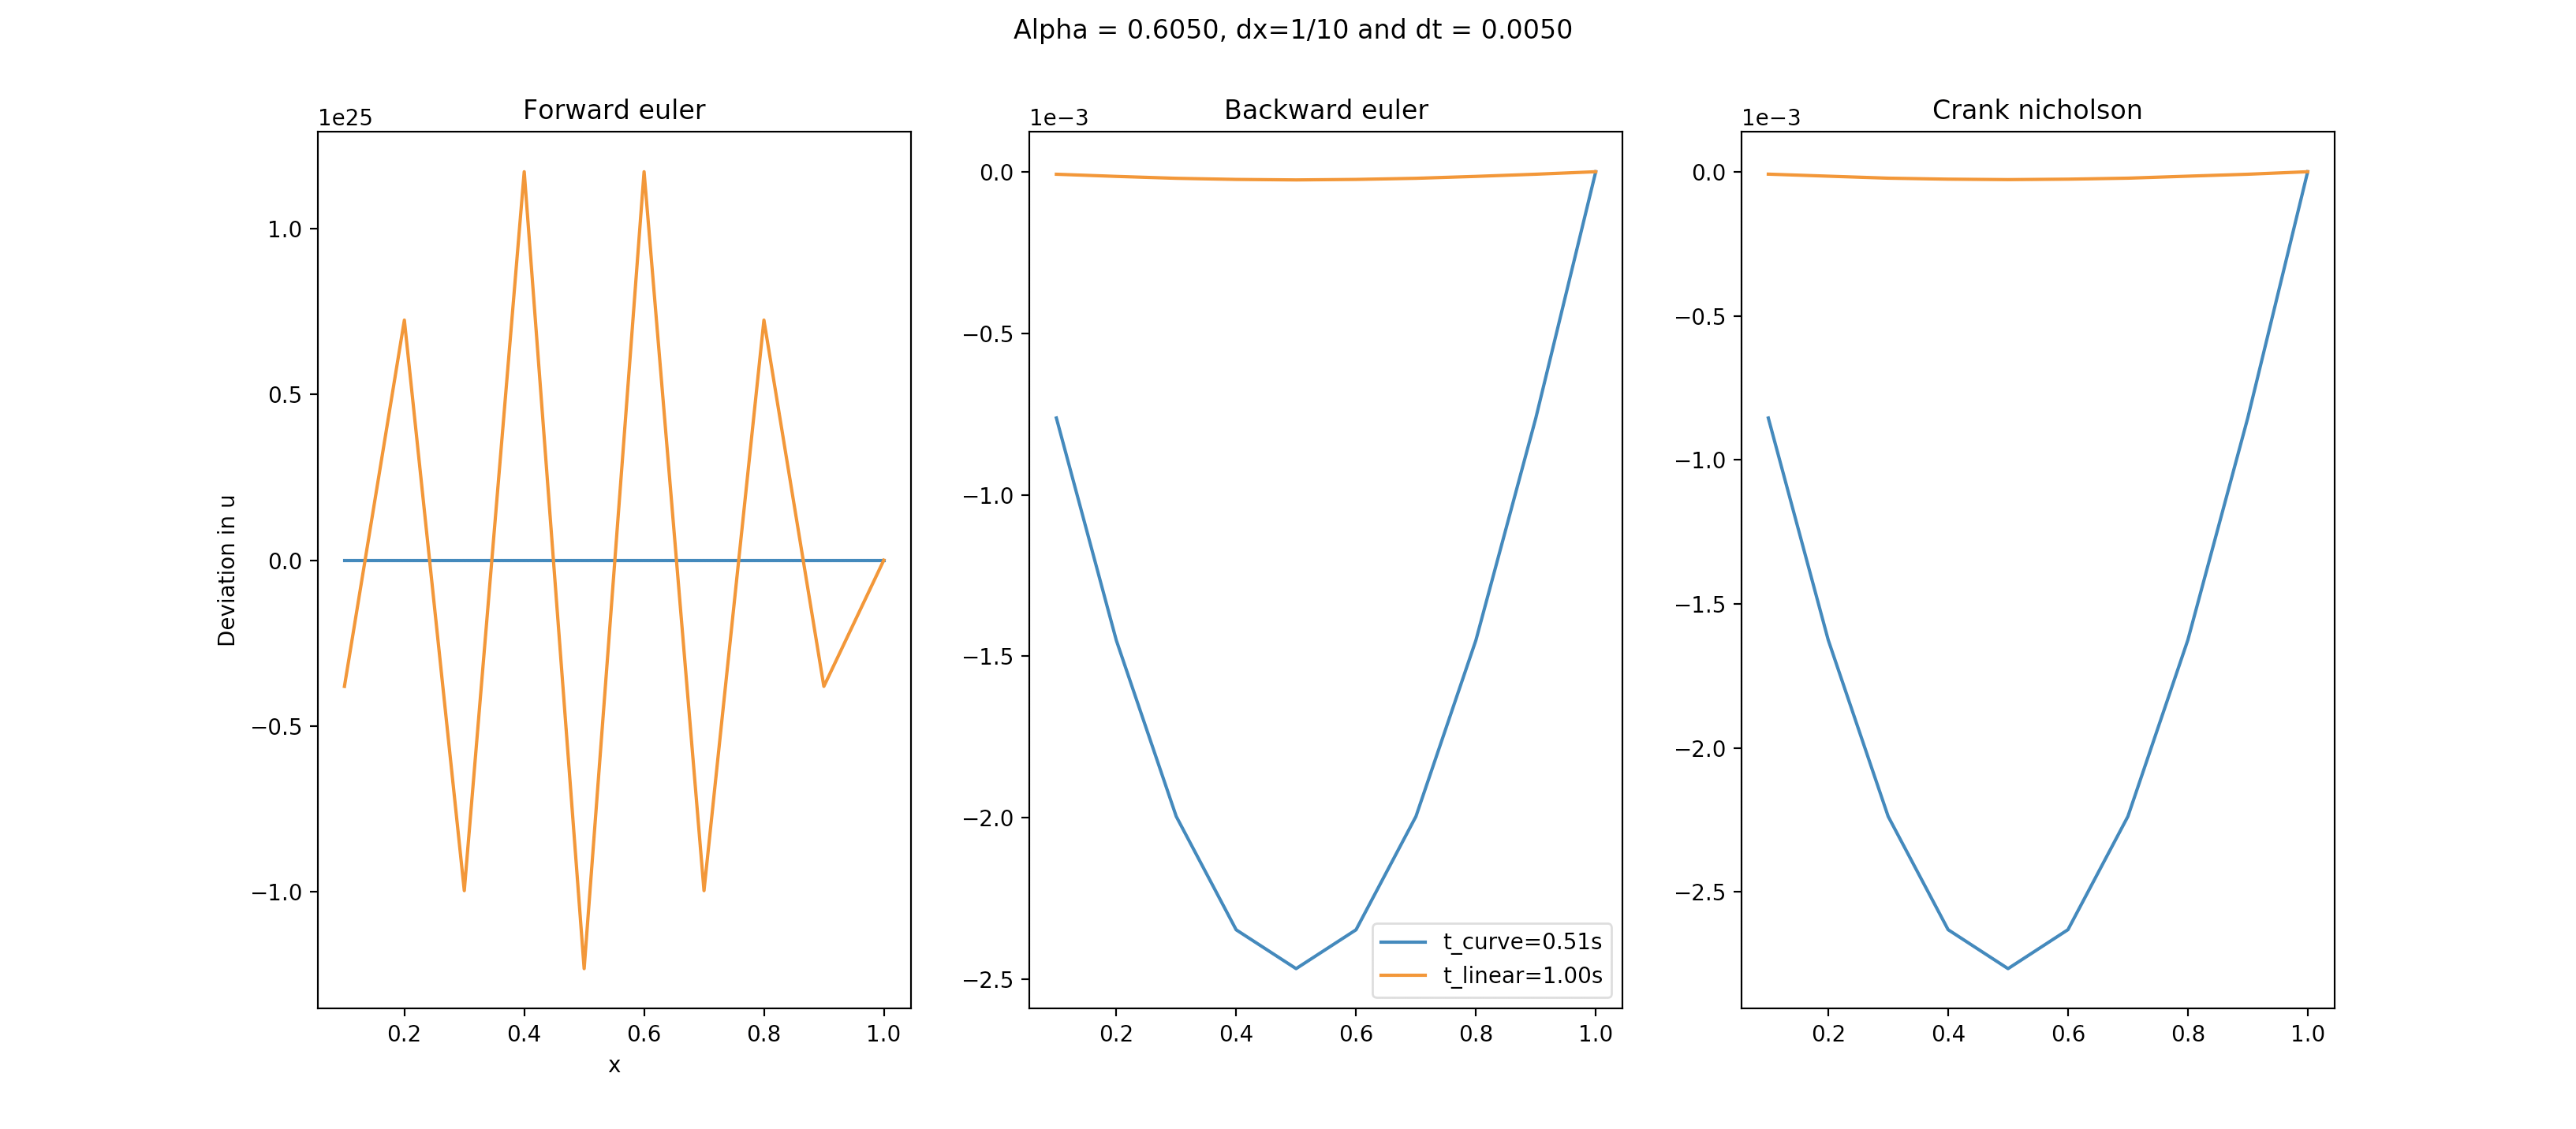 Alpha = 0.6050, dx=1/10 and dt = 0.0050
Forward euler
1e25
1.0
0.5
0.0
−0.5
−1.0
Deviation in u
0.2 0.4 0.6 0.8 1.0
x
Backward euler
1e−3
0.0
−0.5
−1.0
−1.5
−2.0
−2.5
t_curve=0.51s
t_linear=1.00s
0.2 0.4 0.6 0.8 1.0
Crank nicholson
1e−3
0.0
−0.5
−1.0
−1.5
−2.0
−2.5
0.2 0.4 0.6 0.8 1.0